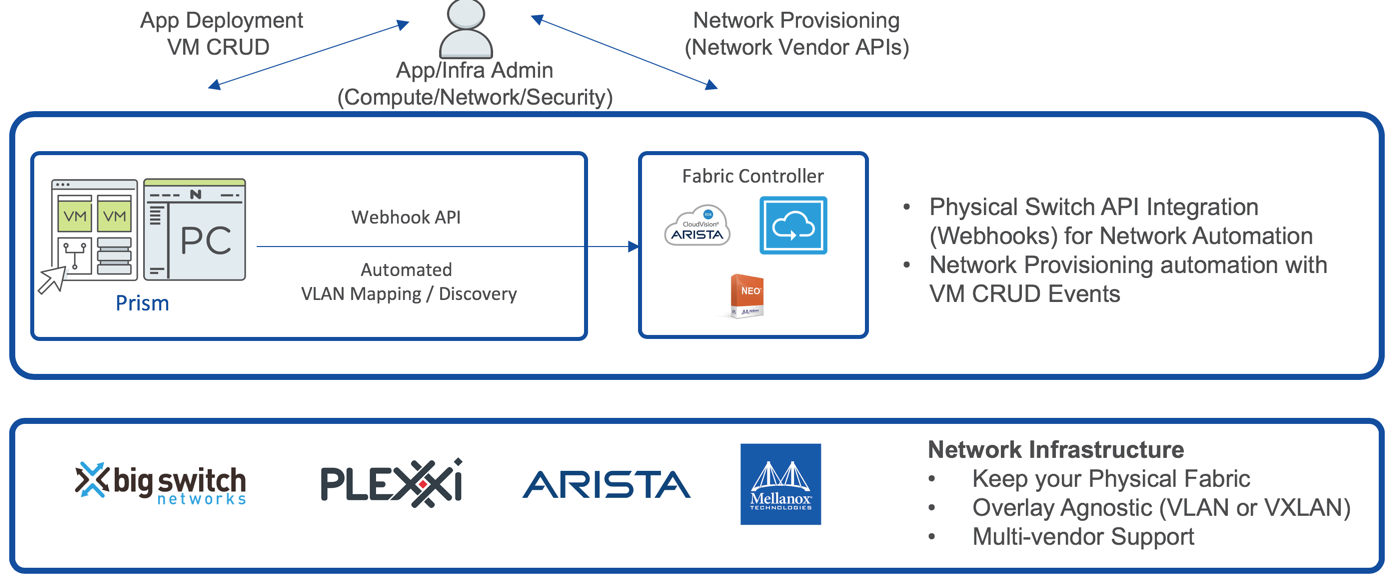 App Deployment
VM CRUD
Network Provisioning
(Network Vendor APIs)
App/Infra Admin
(Compute/Network/Security)
VM VM
N
PC
Prism
Webhook API
Automated
VLAN Mapping / Discovery
Fabric Controller
CloudVision®
ARISTA
NEO
• Physical Switch API Integration
(Webhooks) for Network Automation
• Network Provisioning automation with
VM CRUD Events
big switch
networks
PLEXXi
ARISTA
Mellanox
TECHNOLOGIES
Network Infrastructure
• Keep your Physical Fabric
• Overlay Agnostic (VLAN or VXLAN)
• Multi-vendor Support